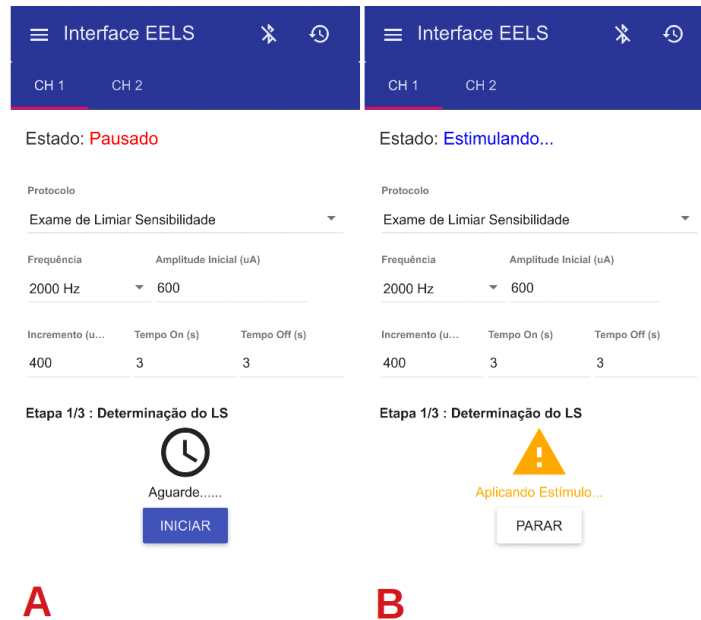 Interface EELS
CH 1 CH 2
Estado: Pausado
Protocolo
Exame de Limiar Sensibilidade
Frequência Amplitude Inicial (uA)
2000 Hz 600
Incremento (u... Tempo On (s) Tempo Off (s)
400 3 3
Etapa 1/3 : Determinação do LS
Aguarde......
INICIAR
A
Interface EELS
CH 1 CH 2
Estado: Estimulando...
Protocolo
Exame de Limiar Sensibilidade
Frequência Amplitude Inicial (uA)
2000 Hz 600
Incremento (u... Tempo On (s) Tempo Off (s)
400 3 3
Etapa 1/3 : Determinação do LS
Aplicando Estímulo...
PARAR
B